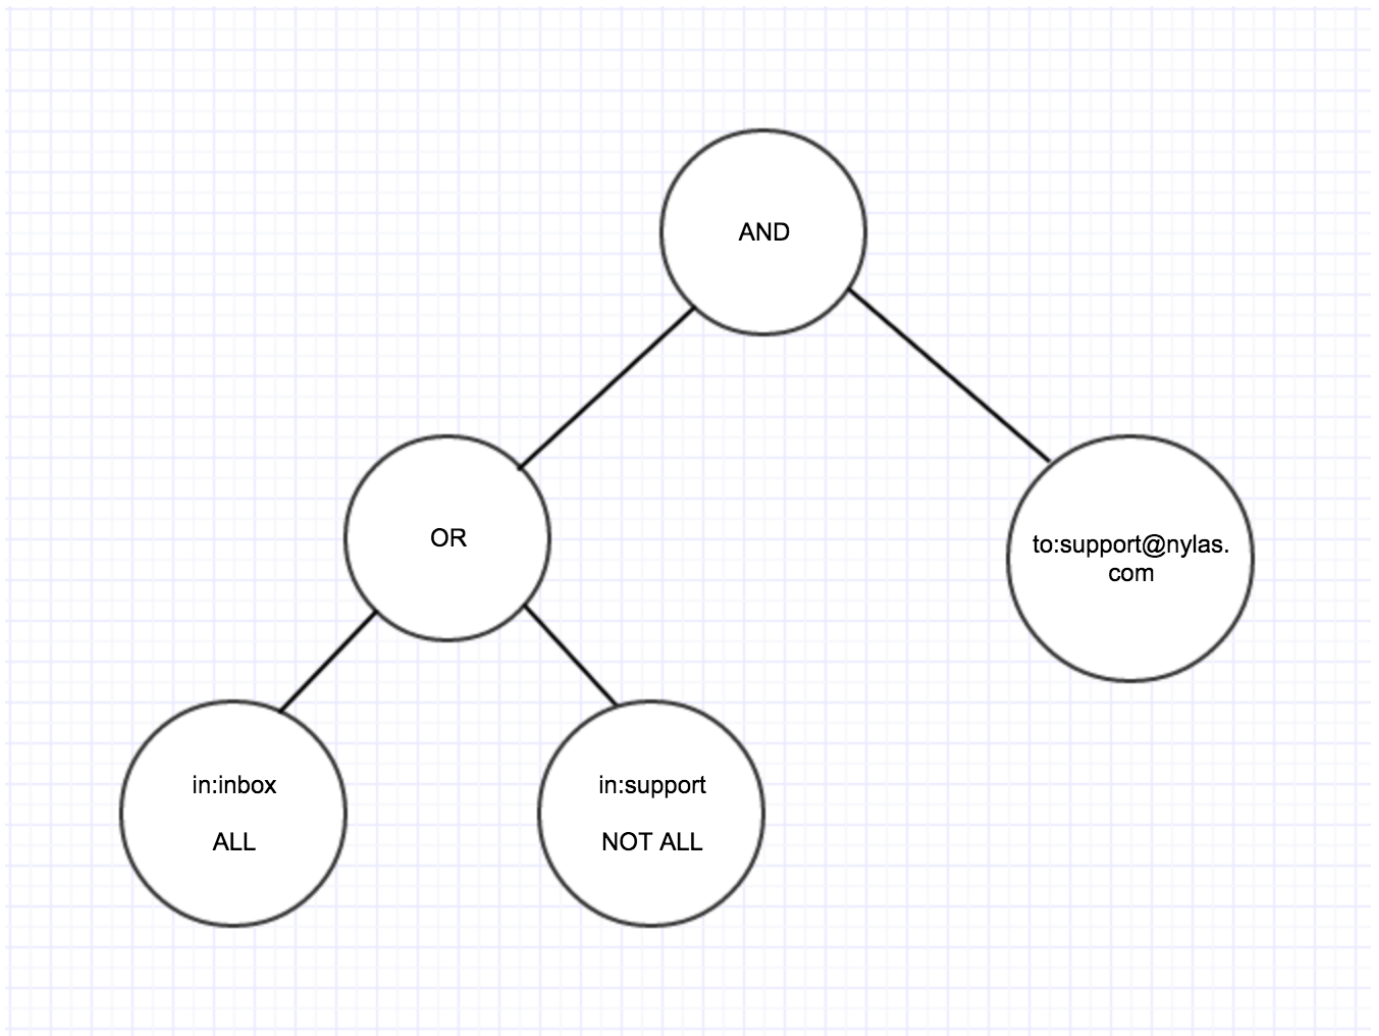 AND
OR
to:support@nylas.
com
in:inbox
ALL
in:support
NOT ALL